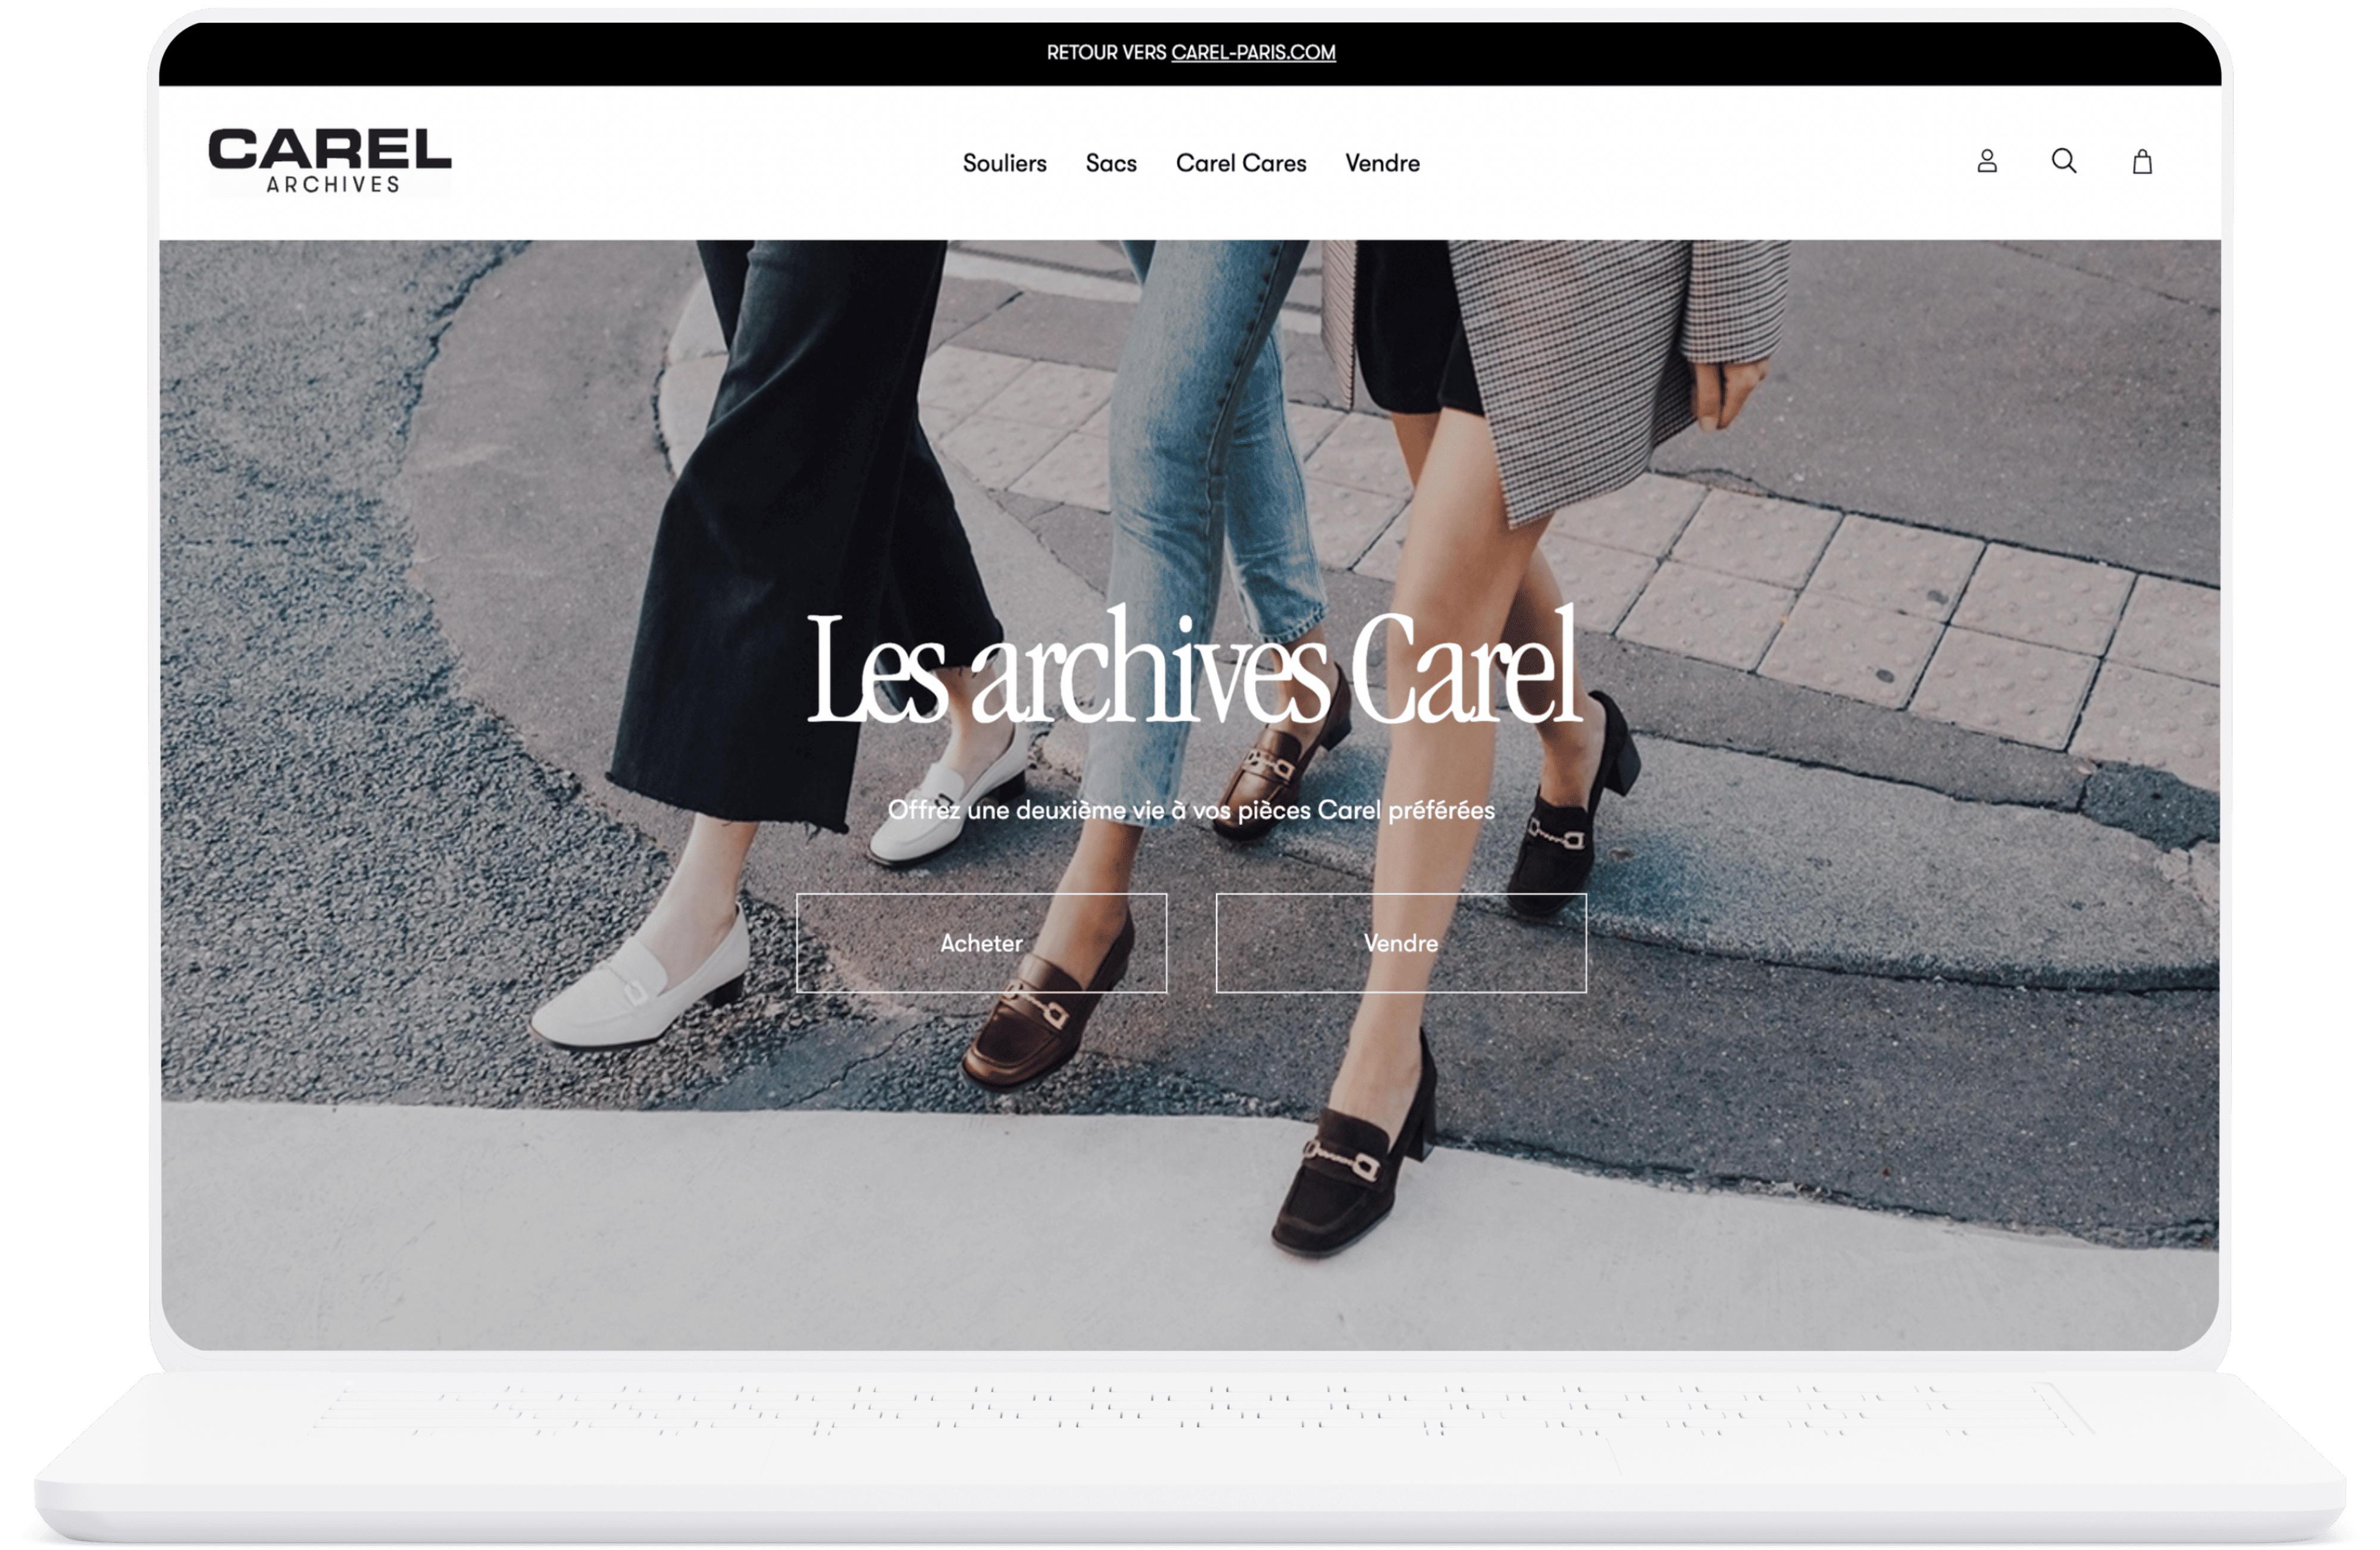 RETOUR VERS CAREL-PARIS.COM
CAREL
ARCHIVES
Souliers Sacs Carel Cares Vendre
Les archives Carel
Offrez une deuxième vie à vos pièces Carel préférées
Acheter Vendre